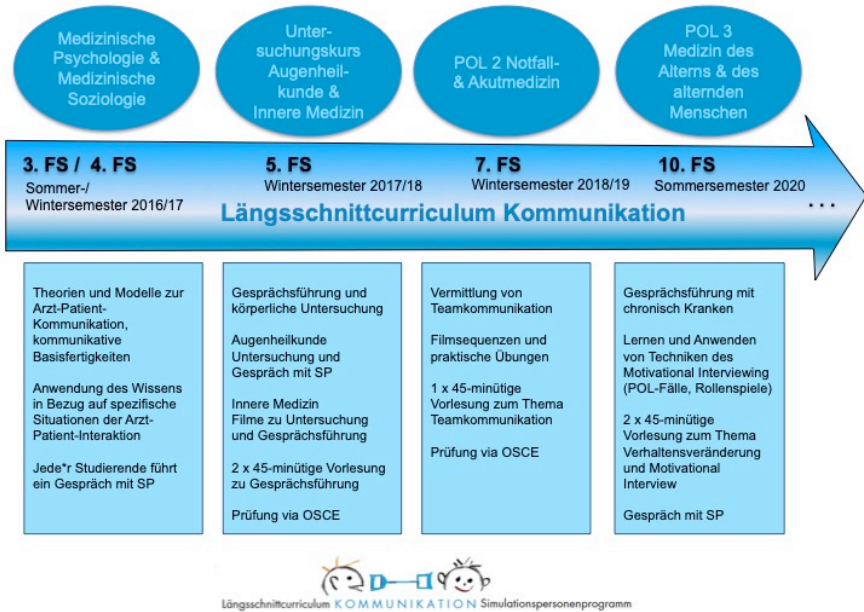 Medizinische
Psychologie &
Medizinische
Soziologie
Unter-
suchungskurs
Augenheil-
kunde &
Innere Medizin
POL 2 Notfall-
& Akutmedizin
POL 3
Medizin des
Alterns & des
alternden
Menschen
3. FS / 4. FS
Sommer-/
Wintersemester 2016/17
5. FS
Wintersemester 2017/18
7. FS
Wintersemester 2018/19
10. FS
Sommersemester 2020
...
Längsschnittcurriculum Kommunikation
Theorien und Modelle zur
Arzt-Patient-
Kommunikation,
kommunikative
Basisfertigkeiten
Anwendung des Wissens
in Bezug auf spezifische
Situationen der Arzt-
Patient-Interaktion
Jede*r Studierende führt
ein Gespräch mit SP
Gesprächsführung und
körperliche Untersuchung
Augenheilkunde
Untersuchung und
Gespräch mit SP
Innere Medizin
Filme zu Untersuchung
und Gesprächsführung
2 x 45-minütige Vorlesung
zu Gesprächsführung
Prüfung via OSCE
Vermittlung von
Teamkommunikation
Filmsequenzen und
praktische Übungen
1 x 45-minütige
Vorlesung zum Thema
Teamkommunikation
Prüfung via OSCE
Gesprächsführung mit
chronisch Kranken
Lernen und Anwenden
von Techniken des
Motivational Interviewing
(POL-Fälle, Rollenspiele)
2 x 45-minütige
Vorlesung zum Thema
Verhaltensveränderung
und Motivational
Interview
Gespräch mit SP
Längsschnittcurriculum KOMMUNIKATION Simulationspersonenprogramm